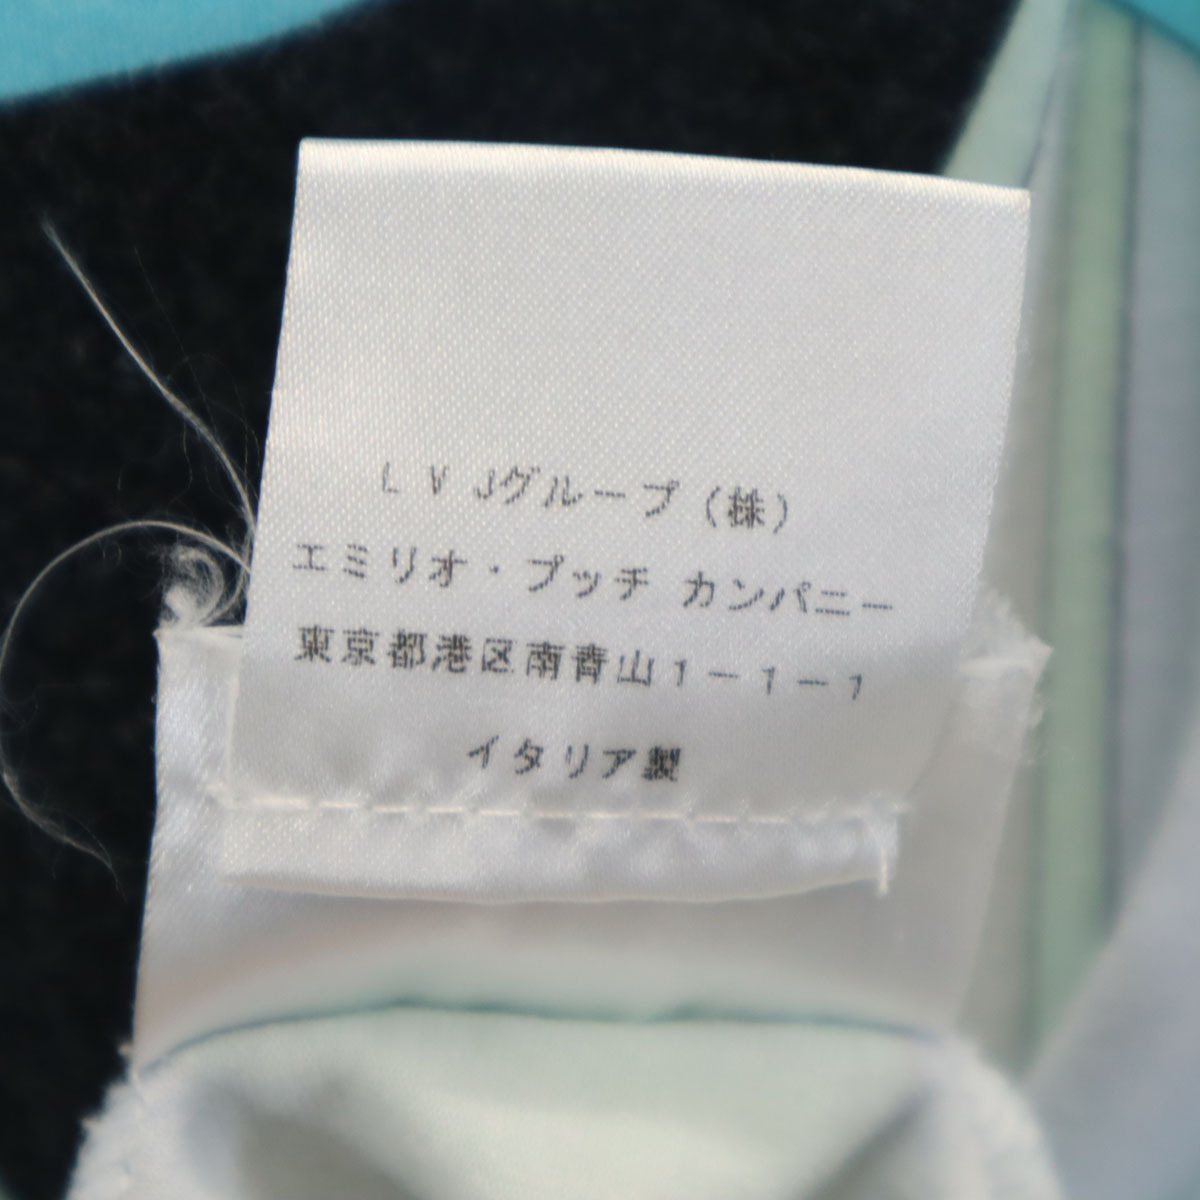 LVJグループ（株）
エミリオ・プッチ カンパニー
東京都港区南青山1－1－1
イタリア製